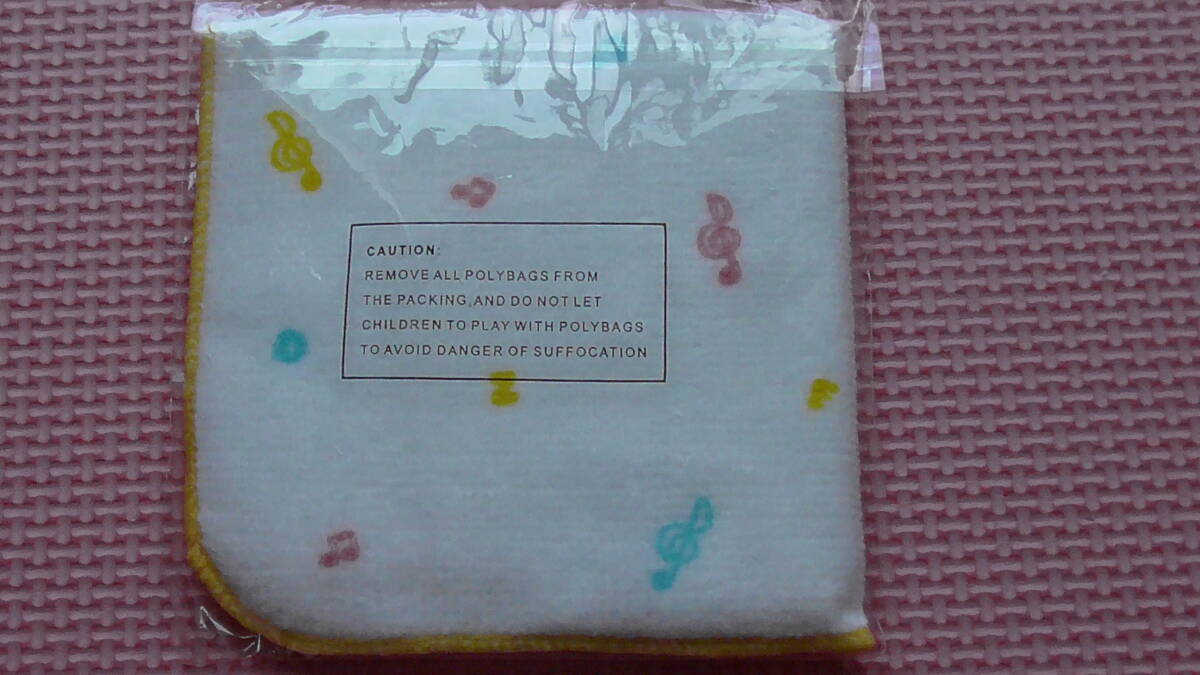 CAUTION:
REMOVE ALL POLYBAGS FROM
THE PACKING,AND DO NOT LET
CHILDREN TO PLAY WITH POLYBAGS
TO AVOID DANGER OF SUFFOCATION